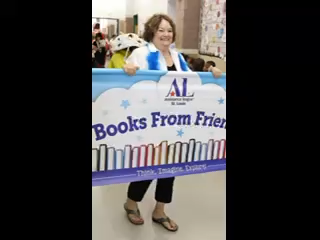 AL
Assistance League
St. Louis
Books From Frien
Think, Imagine, Explore!